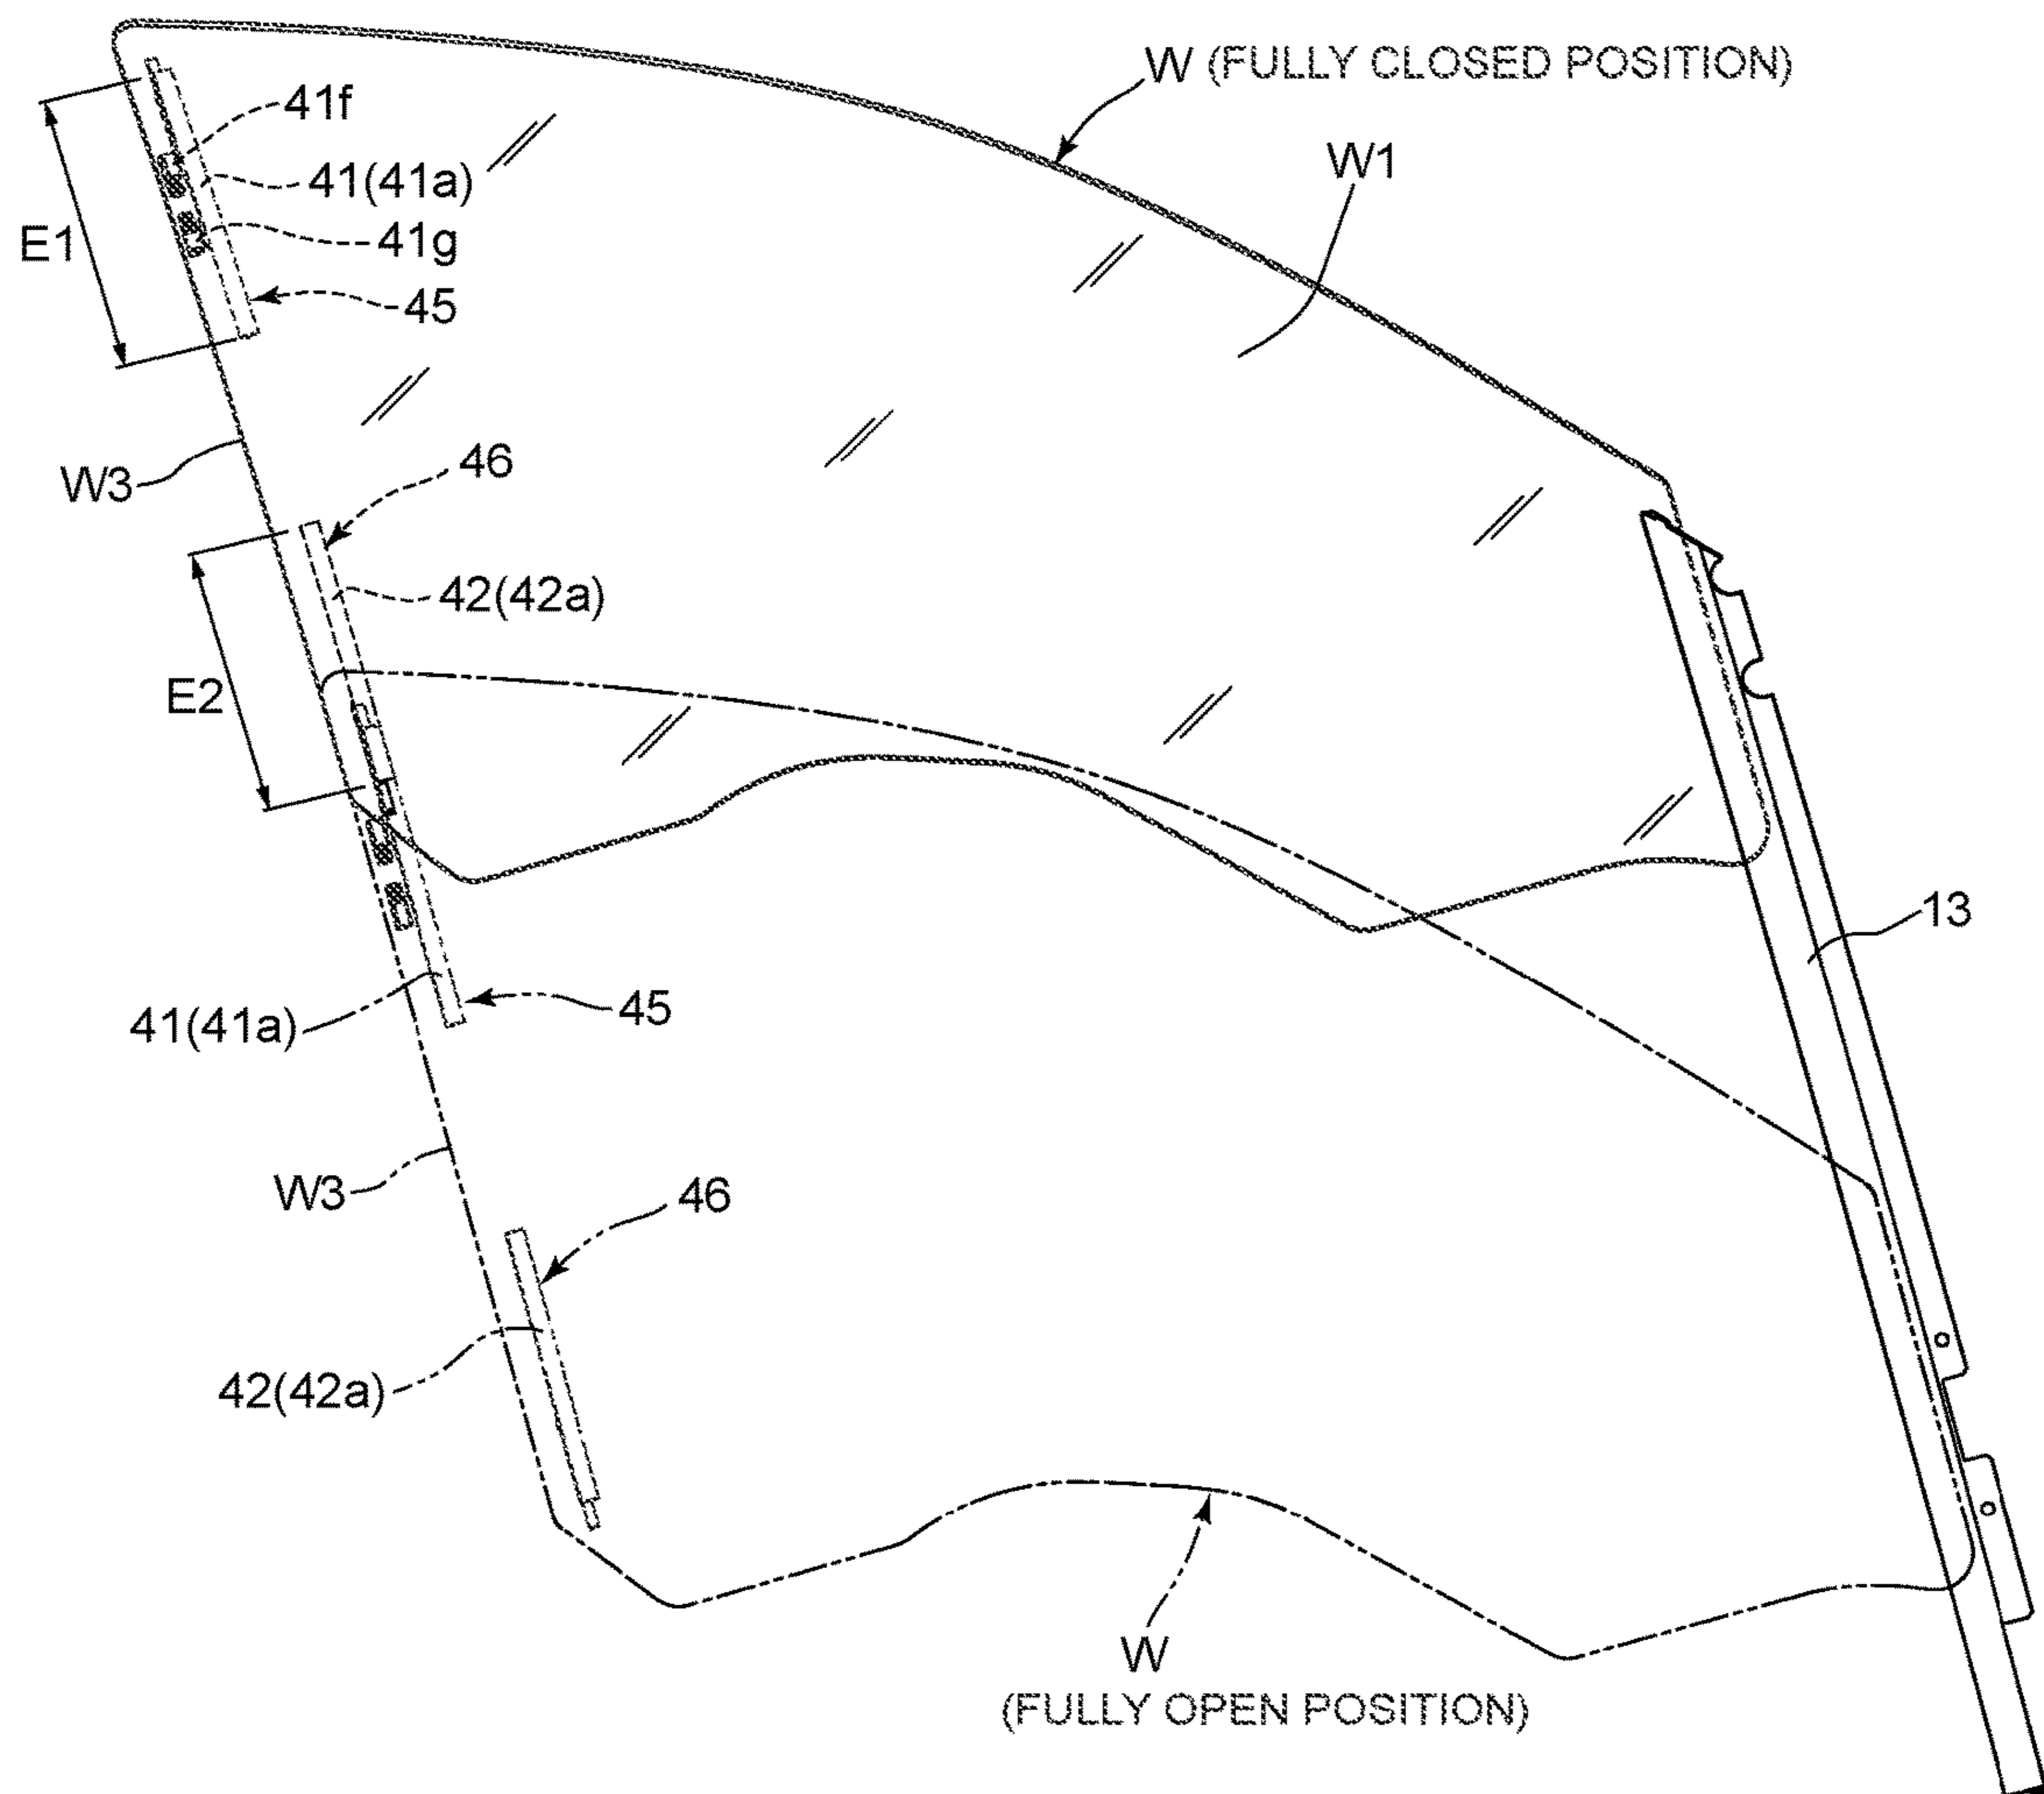 W (FULLY CLOSED POSITION)
41f
W1
41(41a)
41g
E1
45
46
W3
42(42a)
E2
13
45
41(41a)
W3
46
42(42a)
W
(FULLY OPEN POSITION)